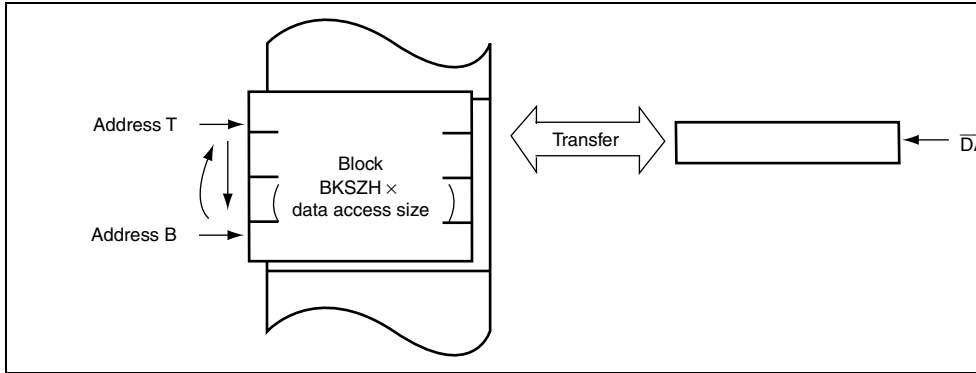 Address T
Block
BKSZH ×
data access size
Address B
Transfer